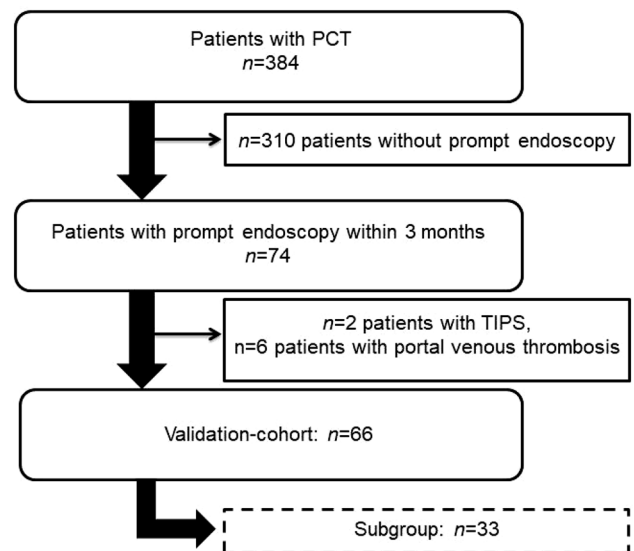 Patients with PCT
n=384
n=310 patients without prompt endoscopy
Patients with prompt endoscopy within 3 months
n=74
n=2 patients with TIPS,
n=6 patients with portal venous thrombosis
Validation-cohort: n=66
Subgroup: n=33